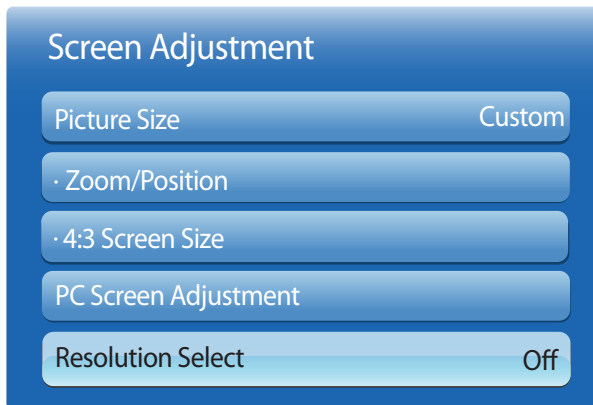 Screen Adjustment
Picture Size Custom
· Zoom/Position
· 4:3 Screen Size
PC Screen Adjustment
Resolution Select Off